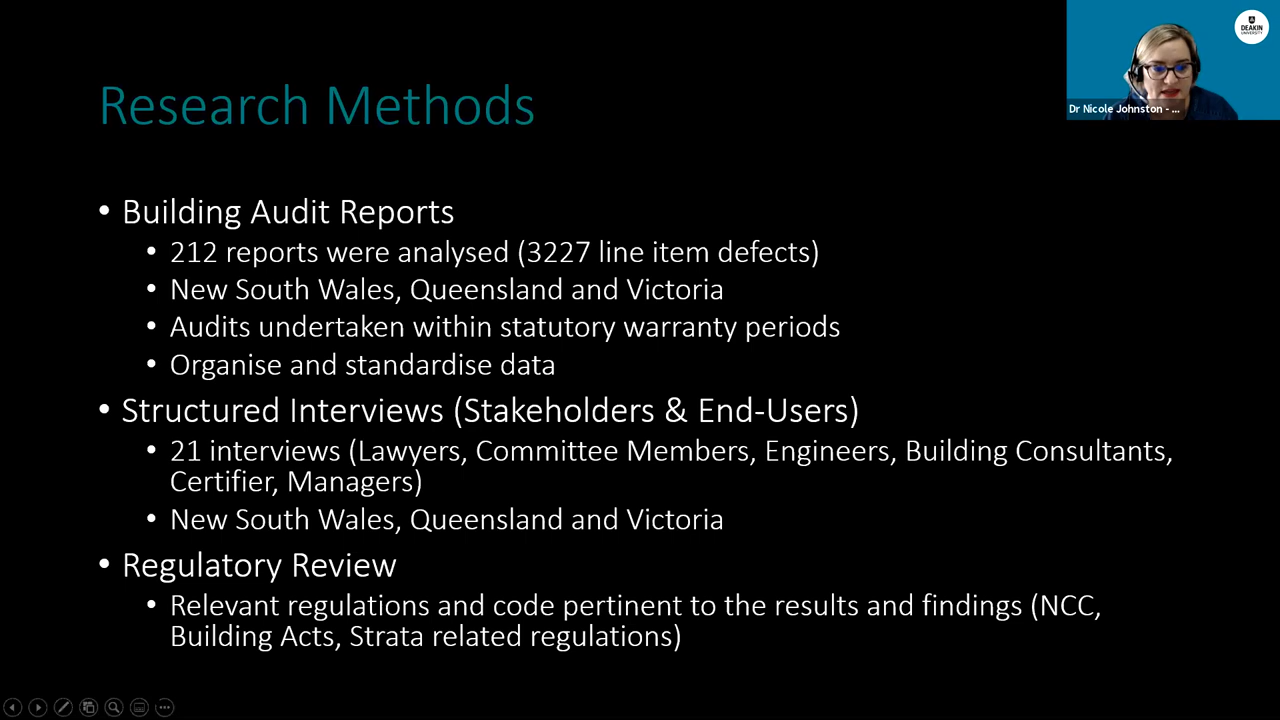 DEAKIN
UNIVERSITY
Dr Nicole Johnston - ...
Research Methods
• Building Audit Reports
• 212 reports were analysed (3227 line item defects)
• New South Wales, Queensland and Victoria
• Audits undertaken within statutory warranty periods
• Organise and standardise data
• Structured Interviews (Stakeholders & End-Users)
• 21 interviews (Lawyers, Committee Members, Engineers, Building Consultants,
Certifier, Managers)
• New South Wales, Queensland and Victoria
• Regulatory Review
• Relevant regulations and code pertinent to the results and findings (NCC,
Building Acts, Strata related regulations)